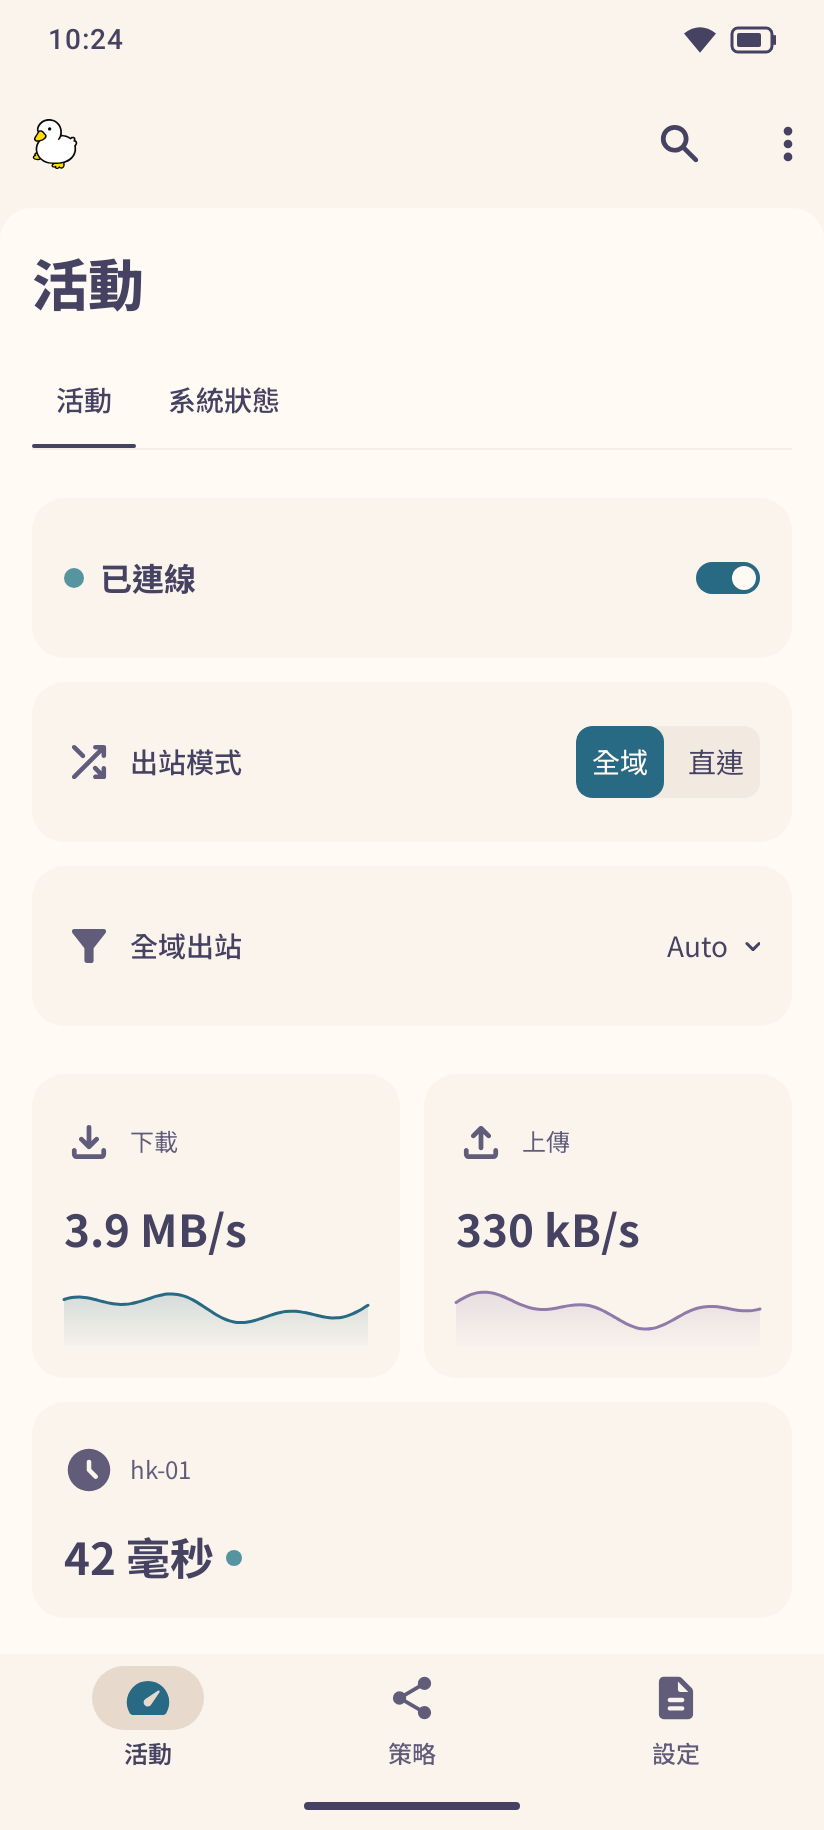 10:24
活動
活動 系統狀態
已連線
出站模式 全域 直連
全域出站 Auto
下載 上傳
3.9 MB/s 330 kB/s
hk-01
42 毫秒
活動 策略 設定